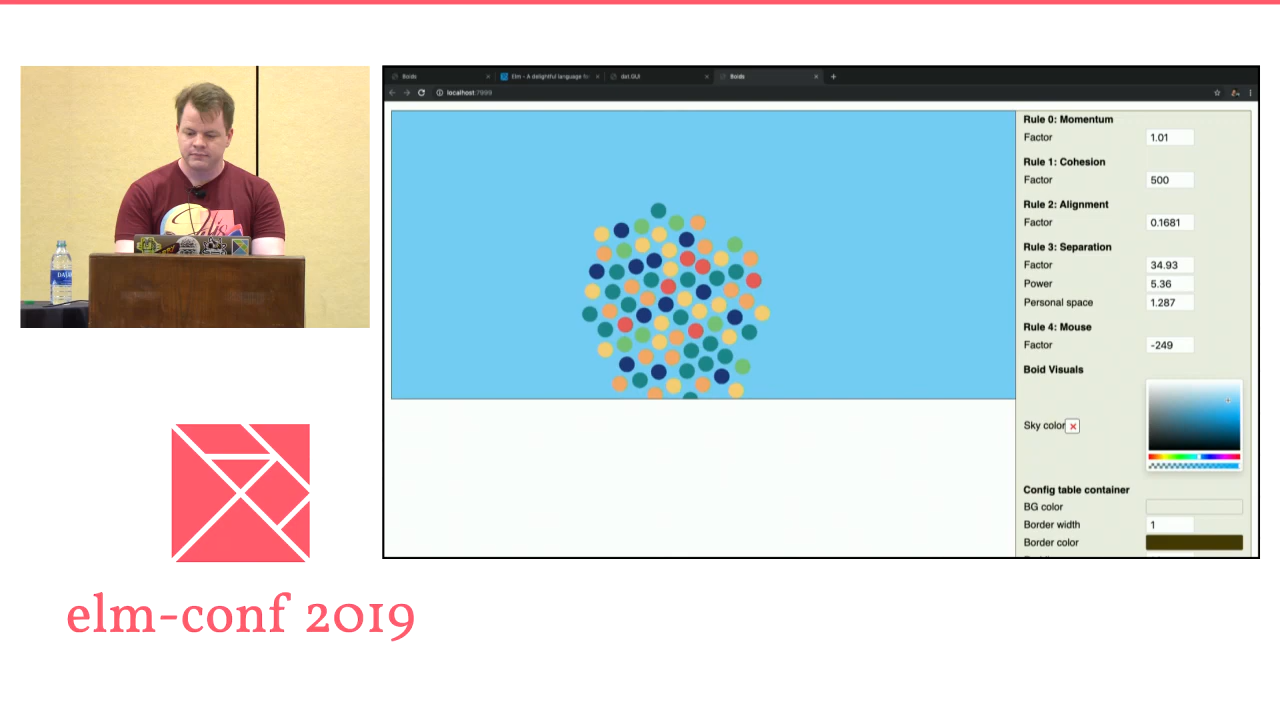 Boids
Elm - A delightful language for
dat.GUI
Boids
localhost:7999
Rule 0: Momentum
Factor 1.01
Rule 1: Cohesion
Factor 500
Rule 2: Alignment
Factor 0.1681
Rule 3: Separation
Factor 34.93
Power 5.36
Personal space 1.287
Rule 4: Mouse
Factor -249
Boid Visuals
Sky color
Config table container
BG color
Border width 1
Border color
elm-conf 2019